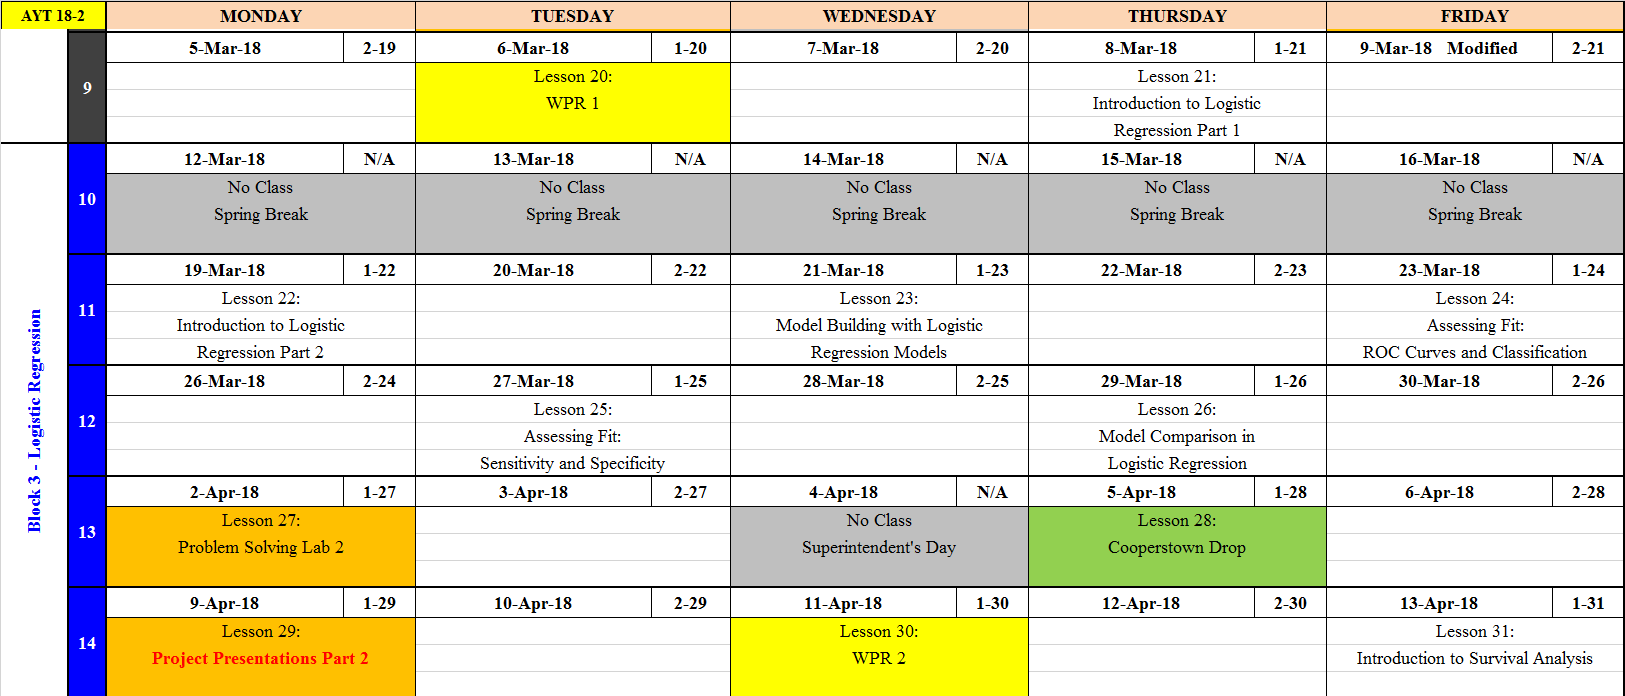 AYT 18-2 MONDAY TUESDAY WEDNESDAY THURSDAY FRIDAY
5-Mar-18 2-19 6-Mar-18 1-20 7-Mar-18 2-20 8-Mar-18 1-21 9-Mar-18 Modified 2-21
9
Lesson 20:
WPR 1
Lesson 21:
Introduction to Logistic
Regression Part 1
Block 3 - Logistic Regression
12-Mar-18 N/A 13-Mar-18 N/A 14-Mar-18 N/A 15-Mar-18 N/A 16-Mar-18 N/A
10
No Class
Spring Break
No Class
Spring Break
No Class
Spring Break
No Class
Spring Break
No Class
Spring Break
19-Mar-18 1-22 20-Mar-18 2-22 21-Mar-18 1-23 22-Mar-18 2-23 23-Mar-18 1-24
11
Lesson 22:
Introduction to Logistic
Regression Part 2
Lesson 23:
Model Building with Logistic
Regression Models
Lesson 24:
Assessing Fit:
ROC Curves and Classification
26-Mar-18 2-24 27-Mar-18 1-25 28-Mar-18 2-25 29-Mar-18 1-26 30-Mar-18 2-26
12
Lesson 25:
Assessing Fit:
Sensitivity and Specificity
Lesson 26:
Model Comparison in
Logistic Regression
2-Apr-18 1-27 3-Apr-18 2-27 4-Apr-18 N/A 5-Apr-18 1-28 6-Apr-18 2-28
13
Lesson 27:
Problem Solving Lab 2
No Class
Superintendent's Day
Lesson 28:
Cooperstown Drop
9-Apr-18 1-29 10-Apr-18 2-29 11-Apr-18 1-30 12-Apr-18 2-30 13-Apr-18 1-31
14
Lesson 29:
Project Presentations Part 2
Lesson 30:
WPR 2
Lesson 31:
Introduction to Survival Analysis